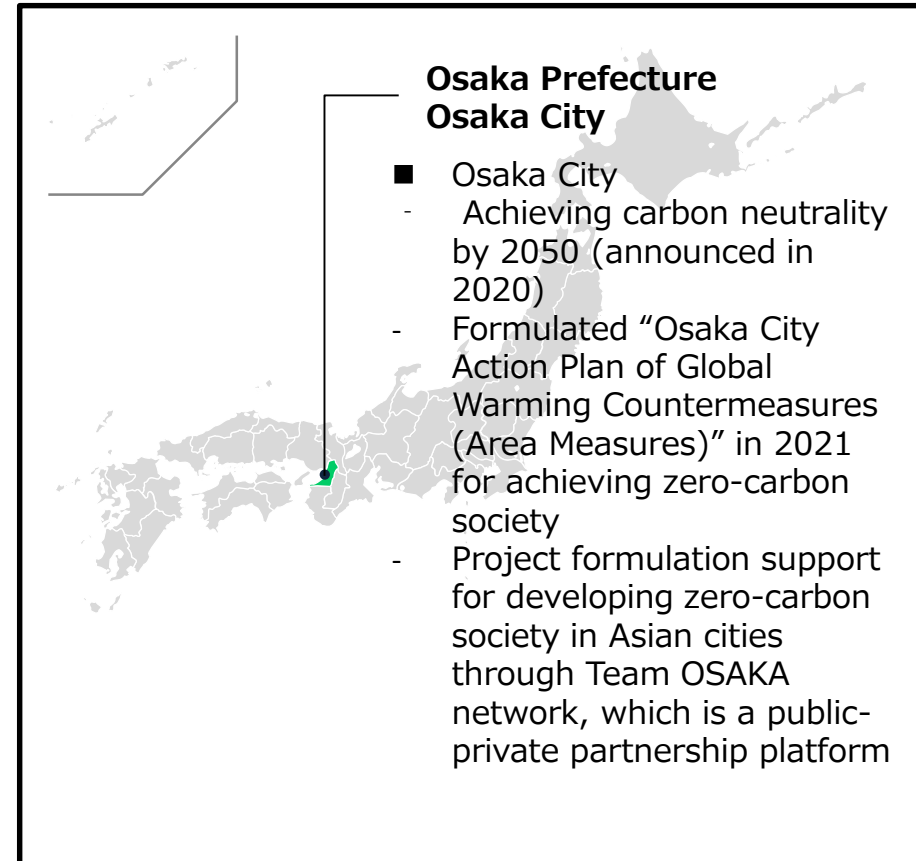 Osaka Prefecture
Osaka City
■ Osaka City
- Achieving carbon neutrality
by 2050 (announced in
2020)
- Formulated “Osaka City
Action Plan of Global
Warming Countermeasures
(Area Measures)” in 2021
for achieving zero-carbon
society
- Project formulation support
for developing zero-carbon
society in Asian cities
through Team OSAKA
network, which is a public-
private partnership platform